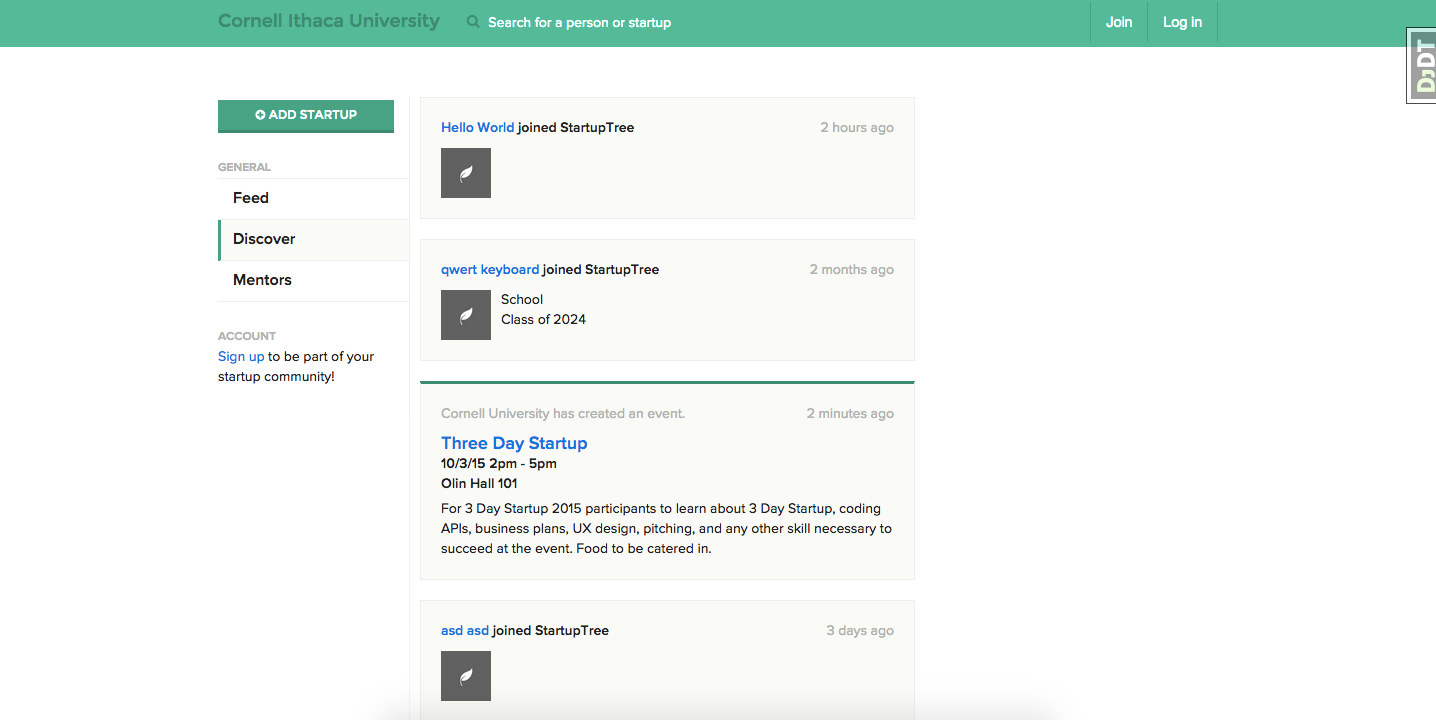 Cornell Ithaca University
Search for a person or startup
Join
Log in
DJDT
ADD STARTUP
GENERAL
Feed
Discover
Mentors
ACCOUNT
Sign up to be part of your
startup community!
Hello World joined StartupTree
2 hours ago
qwert keyboard joined StartupTree
2 months ago
School
Class of 2024
Cornell University has created an event.
2 minutes ago
Three Day Startup
10/3/15 2pm - 5pm
Olin Hall 101
For 3 Day Startup 2015 participants to learn about 3 Day Startup, coding
APIs, business plans, UX design, pitching, and any other skill necessary to
succeed at the event. Food to be catered in.
asd asd joined StartupTree
3 days ago